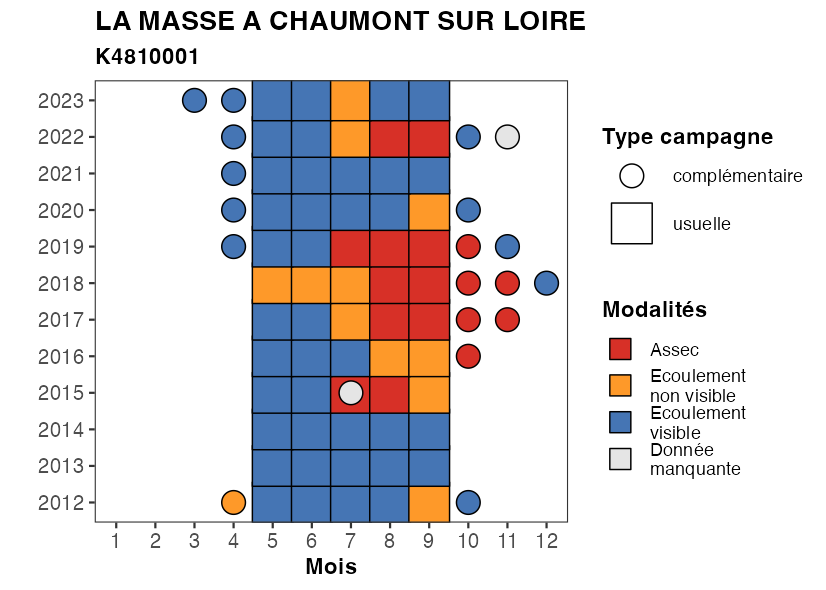 LA MASSE A CHAUMONT SUR LOIRE
K4810001
2023
2022
2021
2020
2019
2018
2017
2016
2015
2014
2013
2012
1 2 3 4 5 6 7 8 9 10 11 12
Mois
Type campagne
complémentaire
usuelle
Modalités
Assec
Ecoulement
non visible
Ecoulement
visible
Donnée
manquante